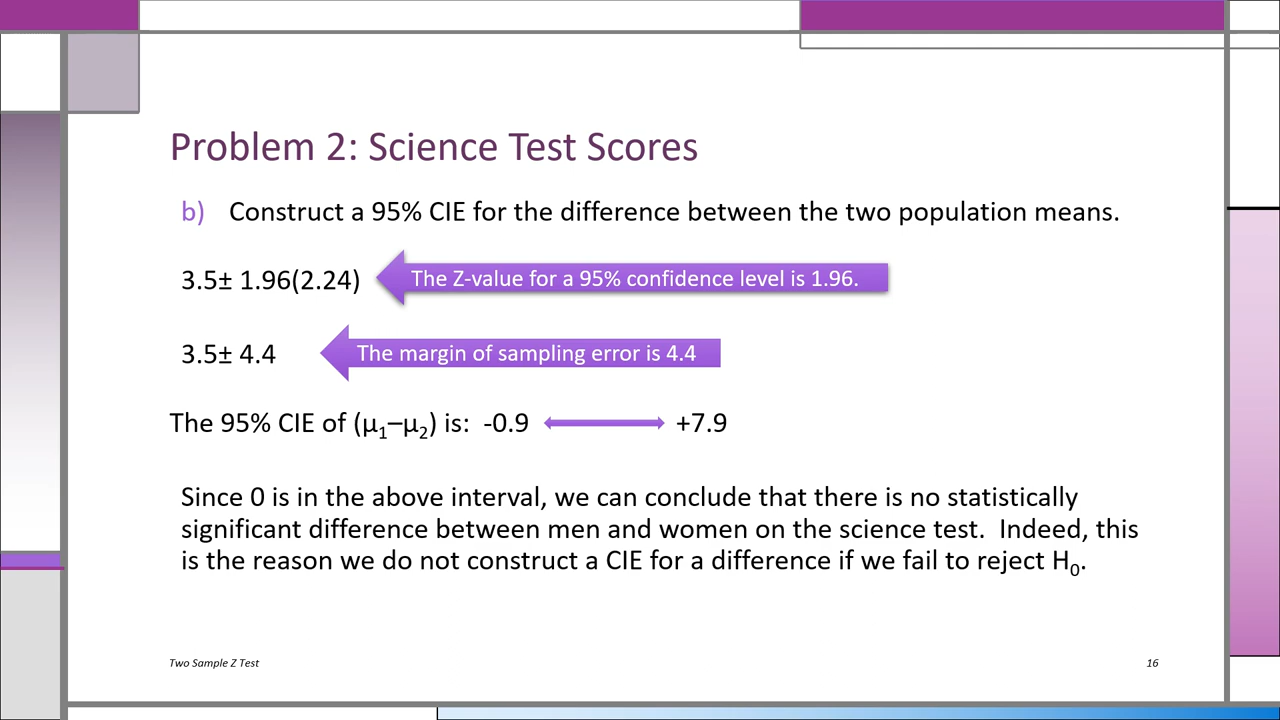 Problem 2: Science Test Scores
b) Construct a 95% CIE for the difference between the two population means.
3.5± 1.96(2.24)
The Z-value for a 95% confidence level is 1.96.
3.5± 4.4
The margin of sampling error is 4.4
The 95% CIE of (μ₁–μ₂) is: -0.9 +7.9
Since 0 is in the above interval, we can conclude that there is no statistically
significant difference between men and women on the science test. Indeed, this
is the reason we do not construct a CIE for a difference if we fail to reject H₀.
Two Sample Z Test
16